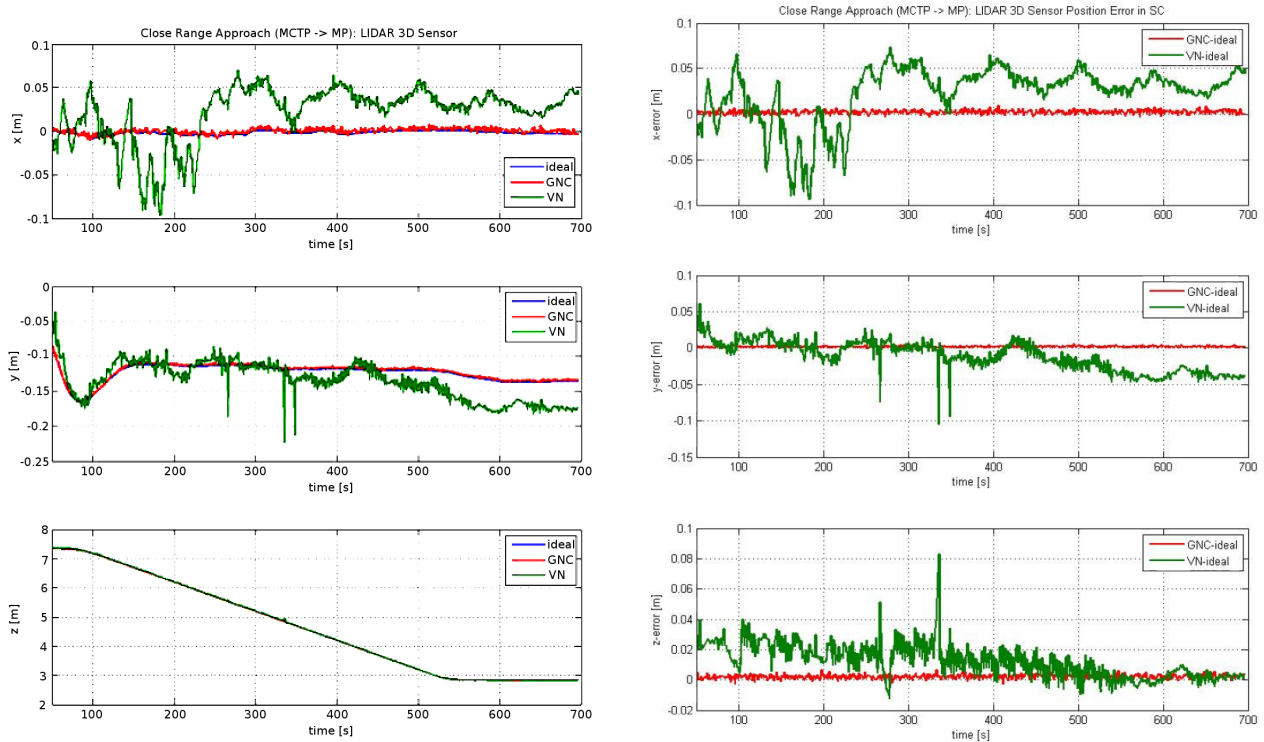 Close Range Approach (MCTP -> MP): LIDAR 3D Sensor
0.1
0.05
0
-0.05
-0.1
x [m]
ideal
GNC
VN
100 200 300 400 500 600 700
time [s]
0
-0.05
-0.1
-0.15
-0.2
-0.25
y [m]
ideal
GNC
VN
100 200 300 400 500 600 700
time [s]
8
7
6
5
4
3
2
z [m]
ideal
GNC
VN
100 200 300 400 500 600 700
time [s]
Close Range Approach (MCTP -> MP): LIDAR 3D Sensor Position Error in SC
0.1
0.05
0
-0.05
-0.1
x-error [m]
GNC-ideal
VN-ideal
100 200 300 400 500 600 700
time [s]
0.1
0.05
0
-0.05
-0.1
-0.15
y-error [m]
GNC-ideal
VN-ideal
100 200 300 400 500 600 700
time [s]
0.1
0.08
0.06
0.04
0.02
0
-0.02
z-error [m]
GNC-ideal
VN-ideal
100 200 300 400 500 600 700
time [s]